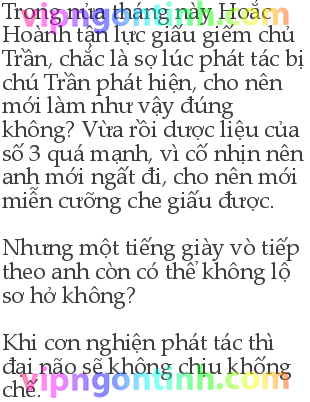 Trong nửa tháng này Hoắc
Hoành tận lực giấu giếm chủ
Trần, chắc là sợ lúc phát tác bị
chú Trần phát hiện, cho nên
mới làm như vậy đúng
không? Vừa rồi dược liệu của
số 3 quá mạnh, vì cố nhịn nên
anh mới ngất đi, cho nên mới
miễn cưỡng che giấu được.

Nhưng một tiếng giày vò tiếp
theo anh còn có thể không lộ
sơ hở không?

Khi cơn nghiện phát tác thì
đại não sẽ không chịu khống
chế.
vipngontinh.com
vipngontinh.com